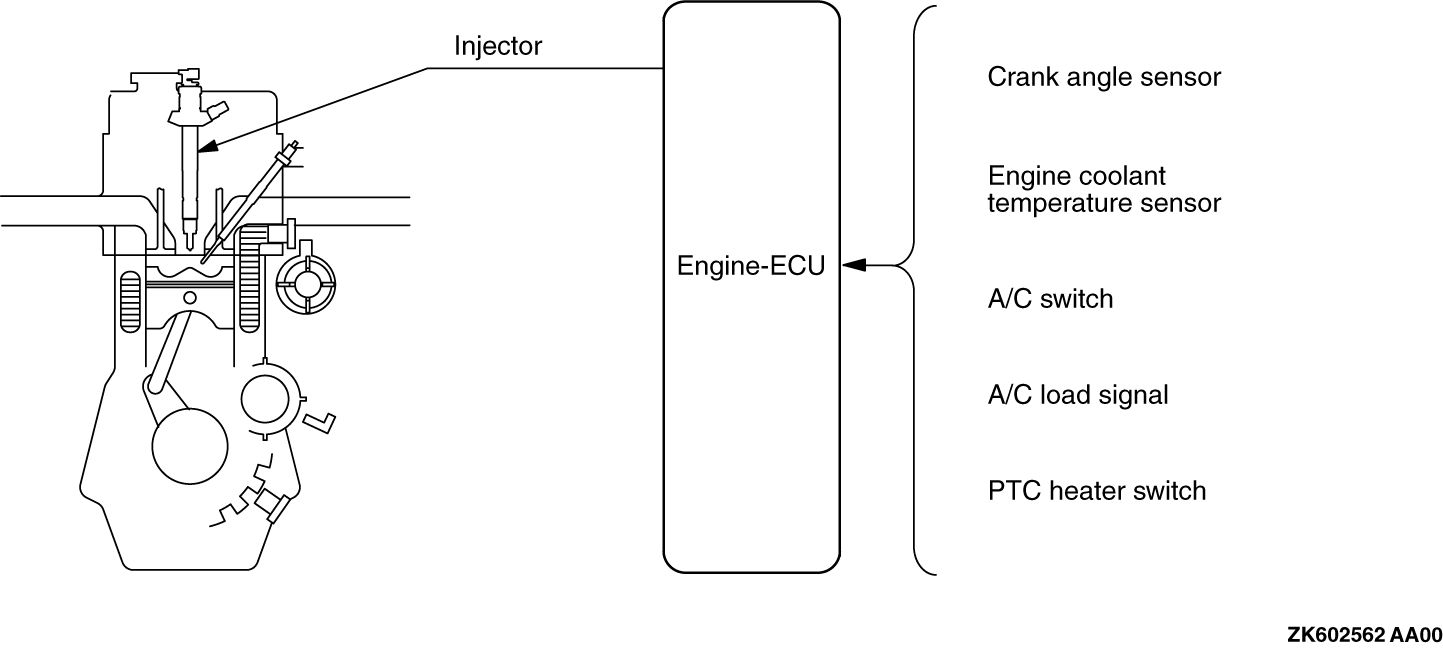 Injector
Crank angle sensor
Engine coolant
temperature sensor
Engine-ECU
A/C switch
A/C load signal
PTC heater switch
ZK602562 AA00